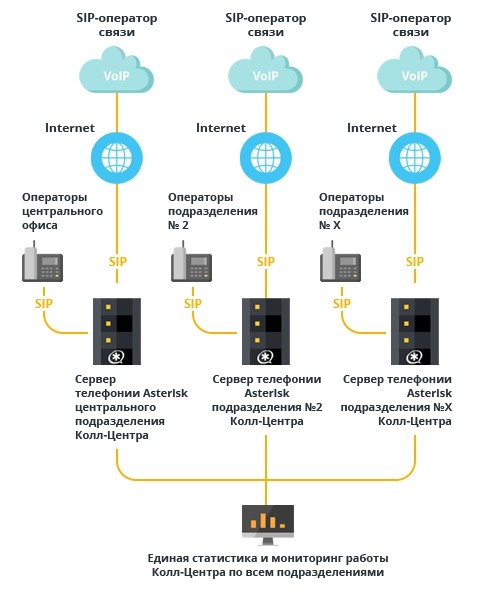 SIP-оператор
связи
SIP-оператор
связи
SIP-оператор
связи
VoIP
VoIP
VoIP
Internet
Internet
Internet
Операторы
центрального
офиса
Операторы
подразделения
№ 2
Операторы
подразделения
№ X
SIP
SIP
SIP
SIP
SIP
SIP
Сервер
телефонии Asterisk
центрального
подразделения
Колл-Центра
Сервер телефонии
Asterisk
подразделения №2
Колл-Центра
Сервер телефонии
Asterisk
подразделения №X
Колл-Центра
Единая статистика и мониторинг работы
Колл-Центра по всем подразделениями